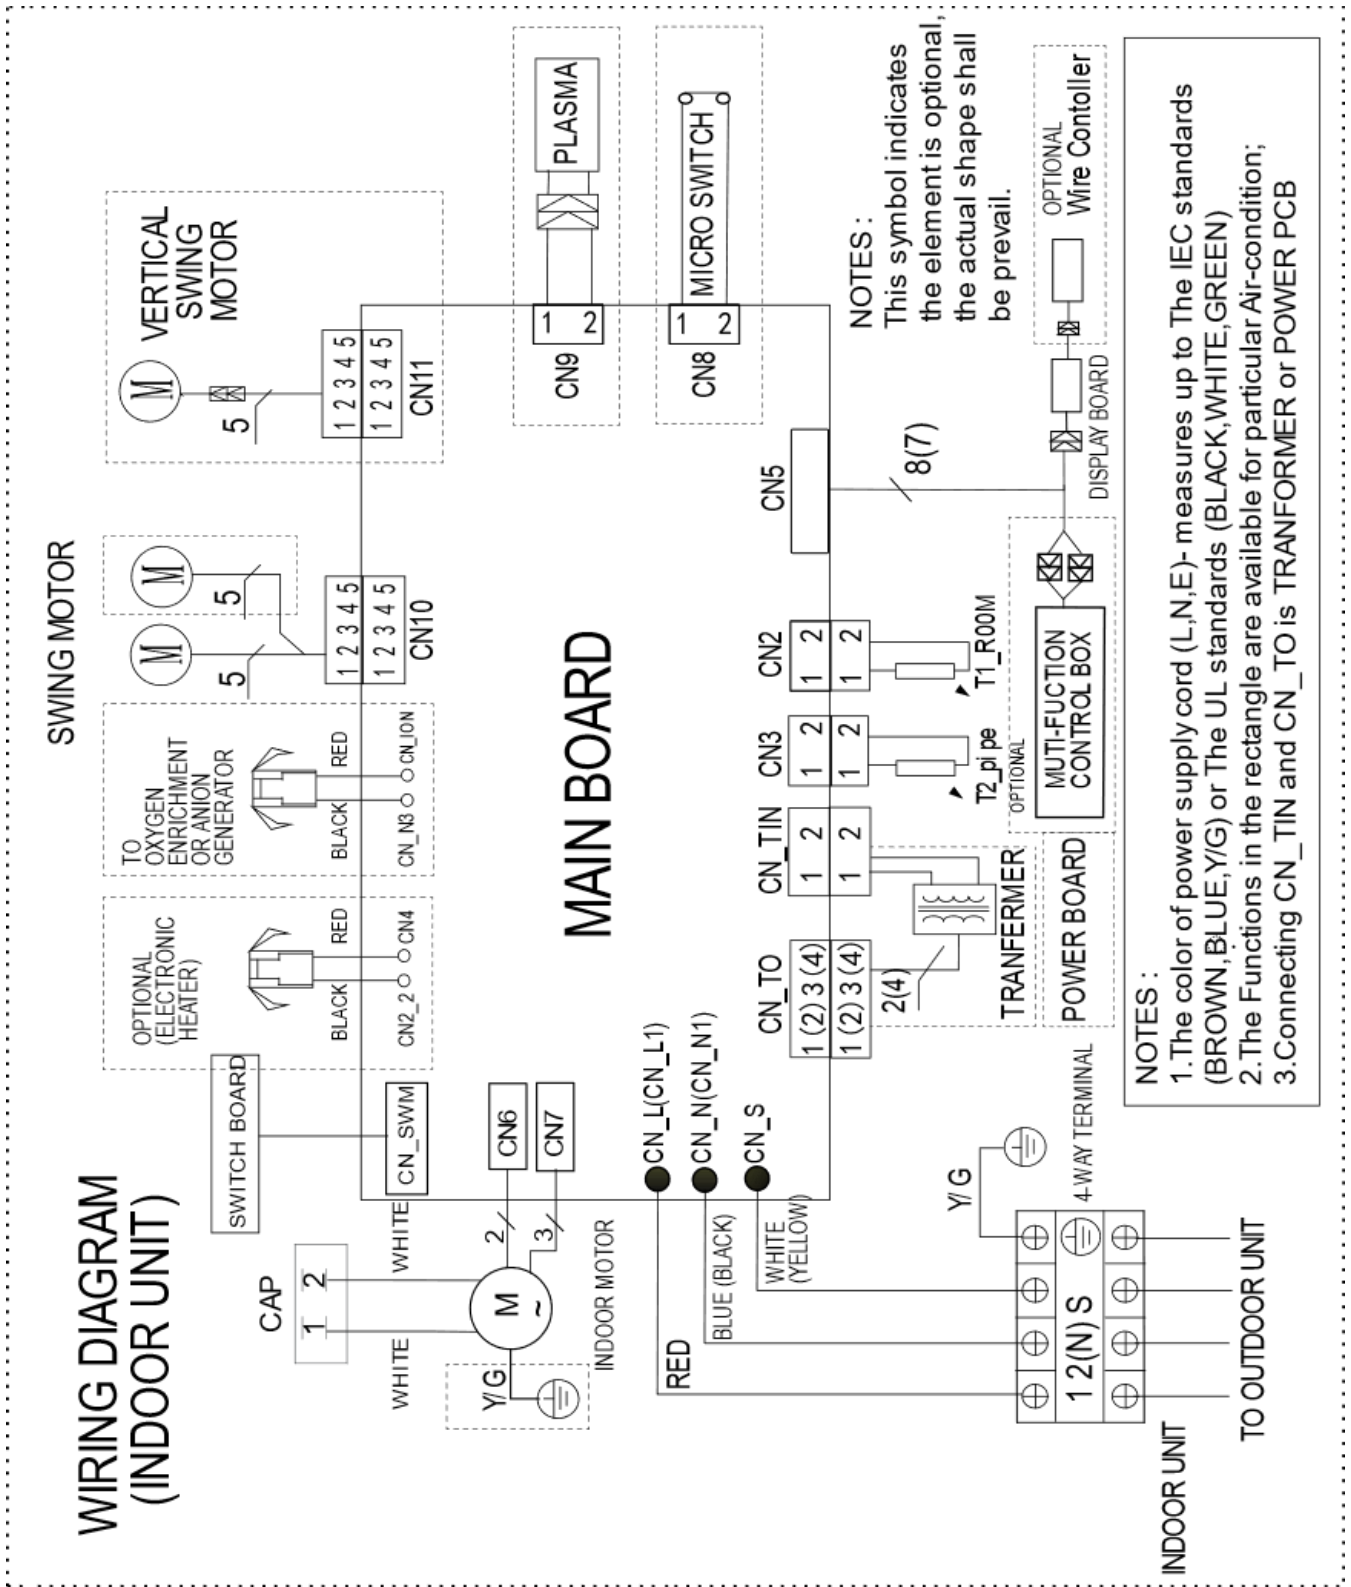 WIRING DIAGRAM
(INDOOR UNIT)
CAP
1 2
WHITE
WHITE
Y/G
M
~
INDOOR MOTOR
2
3
SWITCH BOARD
CN_SWM
CN6
CN7
OPTIONAL
(ELECTRONIC
HEATER)
BLACK
RED
CN2_2
CN4
TO
OXYGEN
ENRICHMENT
OR ANION
GENERATOR
BLACK
RED
CN_N3
CN_ION
SWING MOTOR
M
M
5
5
1 2 3 4 5
1 2 3 4 5
CN10
M
VERTICAL
SWING
MOTOR
5
1 2 3 4 5
1 2 3 4 5
CN11
PLASMA
1 2
CN9
MICRO SWITCH
1 2
CN8
MAIN BOARD
CN_L(CN_L1)
CN_N(CN_N1)
CN_S
RED
BLUE (BLACK)
WHITE
(YELLOW)
CN_TO
1 (2) 3 (4)
1 (2) 3 (4)
2(4)
CN_TIN
1 2
1 2
TRANFERMER
CN3
1 2
1 2
T2_pipe
CN2
1 2
1 2
T1_R00M
CN5
8(7)
POWER BOARD
OPTIONAL
MUTI-FUCTION
CONTROL BOX
DISPLAY BOARD
OPTIONAL
Wire Contoller
NOTES :
This symbol indicates
the element is optional,
the actual shape shall
be prevail.
Y/G
4-WAY TERMINAL
1 2(N) S
INDOOR UNIT
TO OUTDOOR UNIT
NOTES :
1.The color of power supply cord (L,N,E)- measures up to The IEC standards
(BROWN,BLUE,Y/G) or The UL standards (BLACK,WHITE,GREEN)
2.The Functions in the rectangle are available for particular Air-condition;
3.Connecting CN_TIN and CN_TO is TRANFORMER or POWER PCB